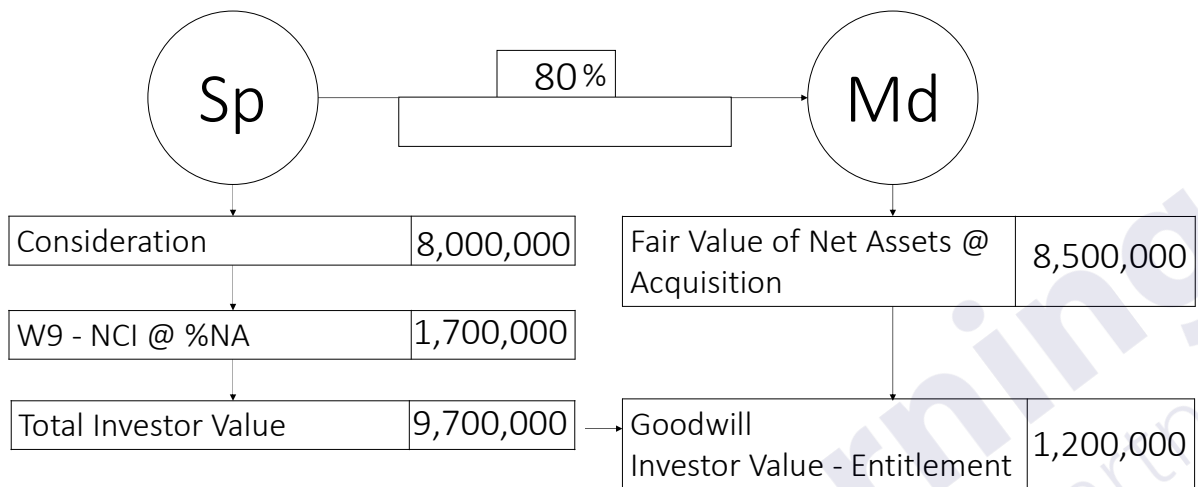 Sp
80%
Md
Consideration 8,000,000
Fair Value of Net Assets @
Acquisition 8,500,000
W9 - NCI @ %NA 1,700,000
Total Investor Value 9,700,000
Goodwill
Investor Value - Entitlement 1,200,000